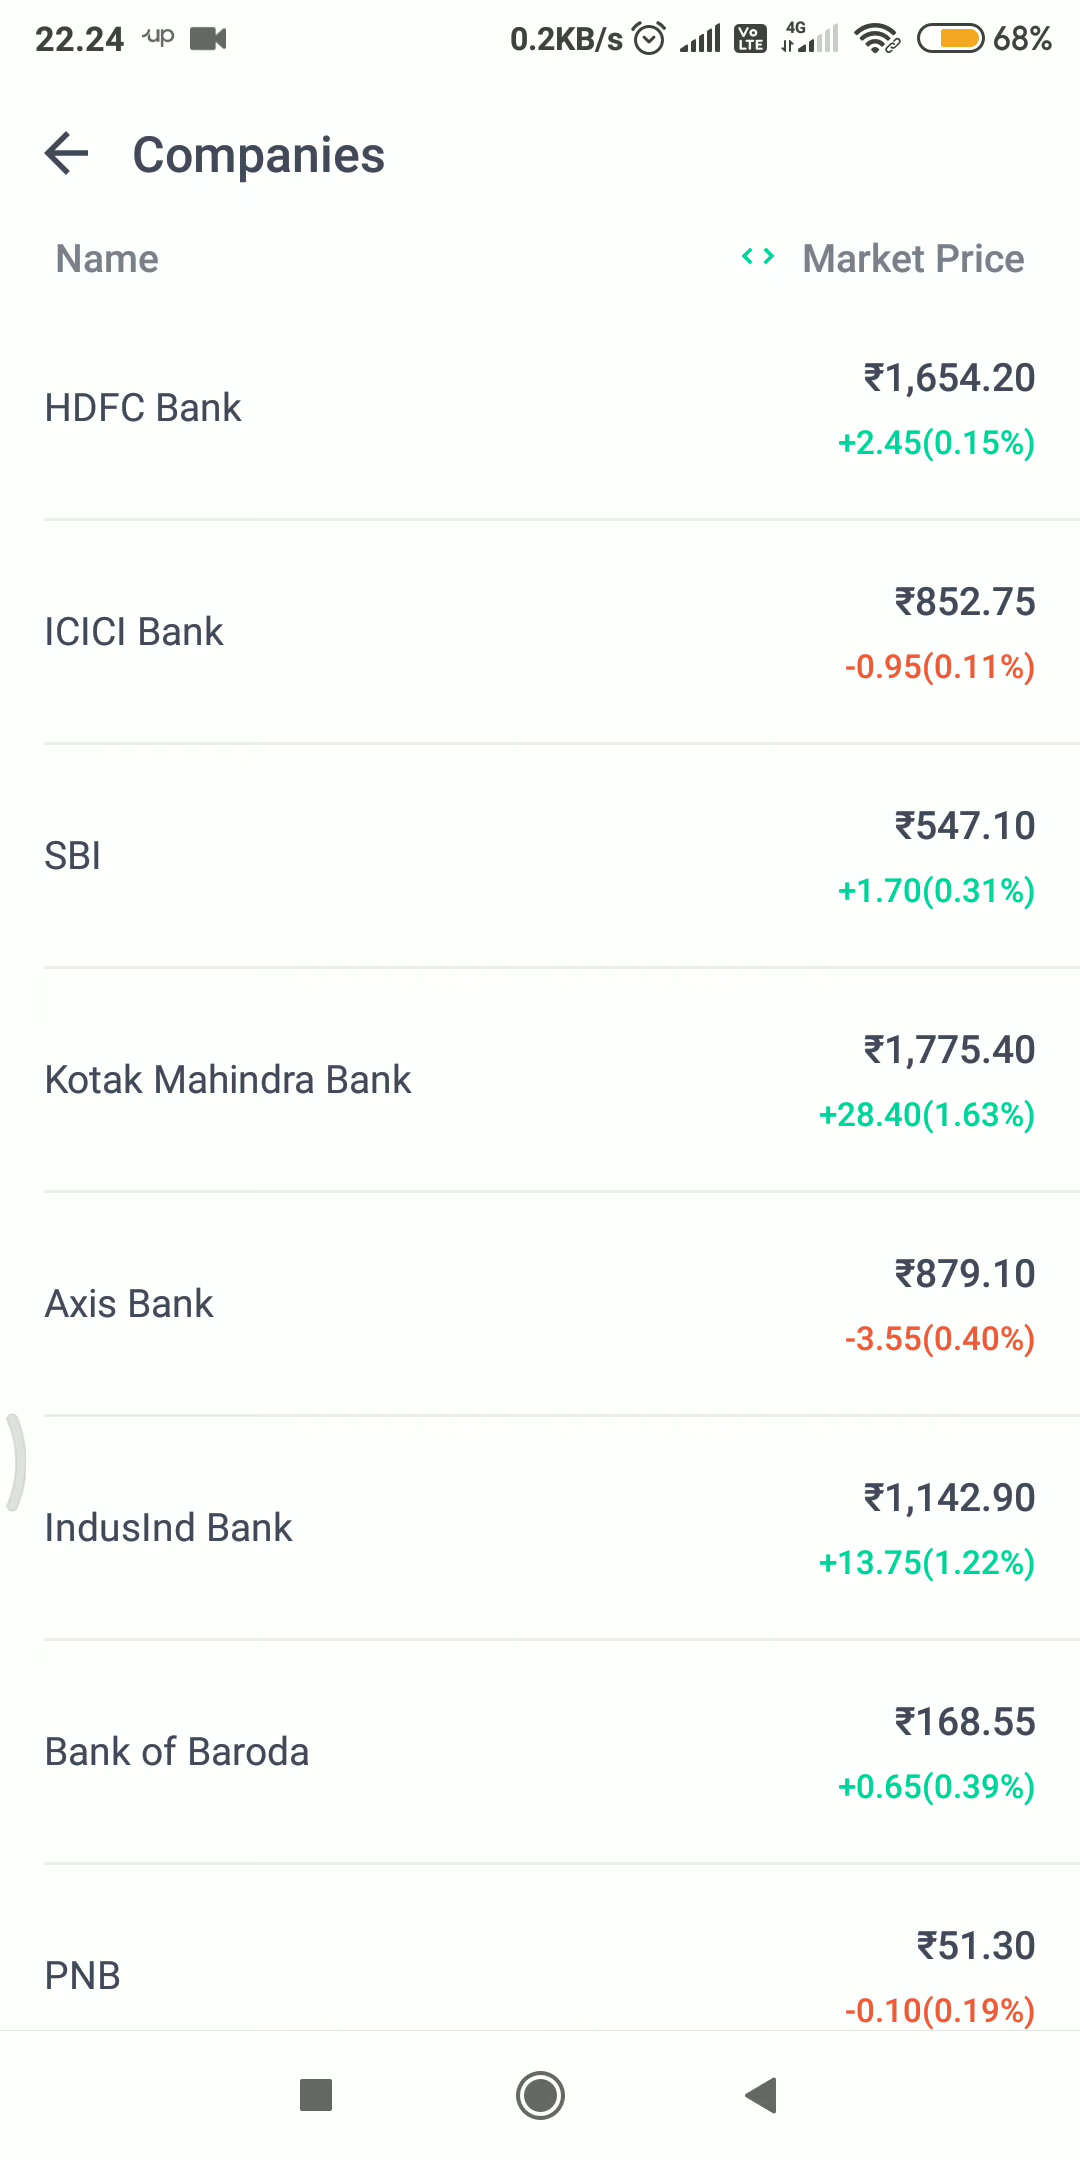 22.24 up 0.2KB/s Vo LTE 4G 68%
Companies
Name <> Market Price
₹1,654.20
HDFC Bank
+2.45(0.15%)
₹852.75
ICICI Bank
-0.95(0.11%)
₹547.10
SBI
+1.70(0.31%)
₹1,775.40
Kotak Mahindra Bank
+28.40(1.63%)
₹879.10
Axis Bank
-3.55(0.40%)
₹1,142.90
IndusInd Bank
+13.75(1.22%)
₹168.55
Bank of Baroda
+0.65(0.39%)
₹51.30
PNB
-0.10(0.19%)